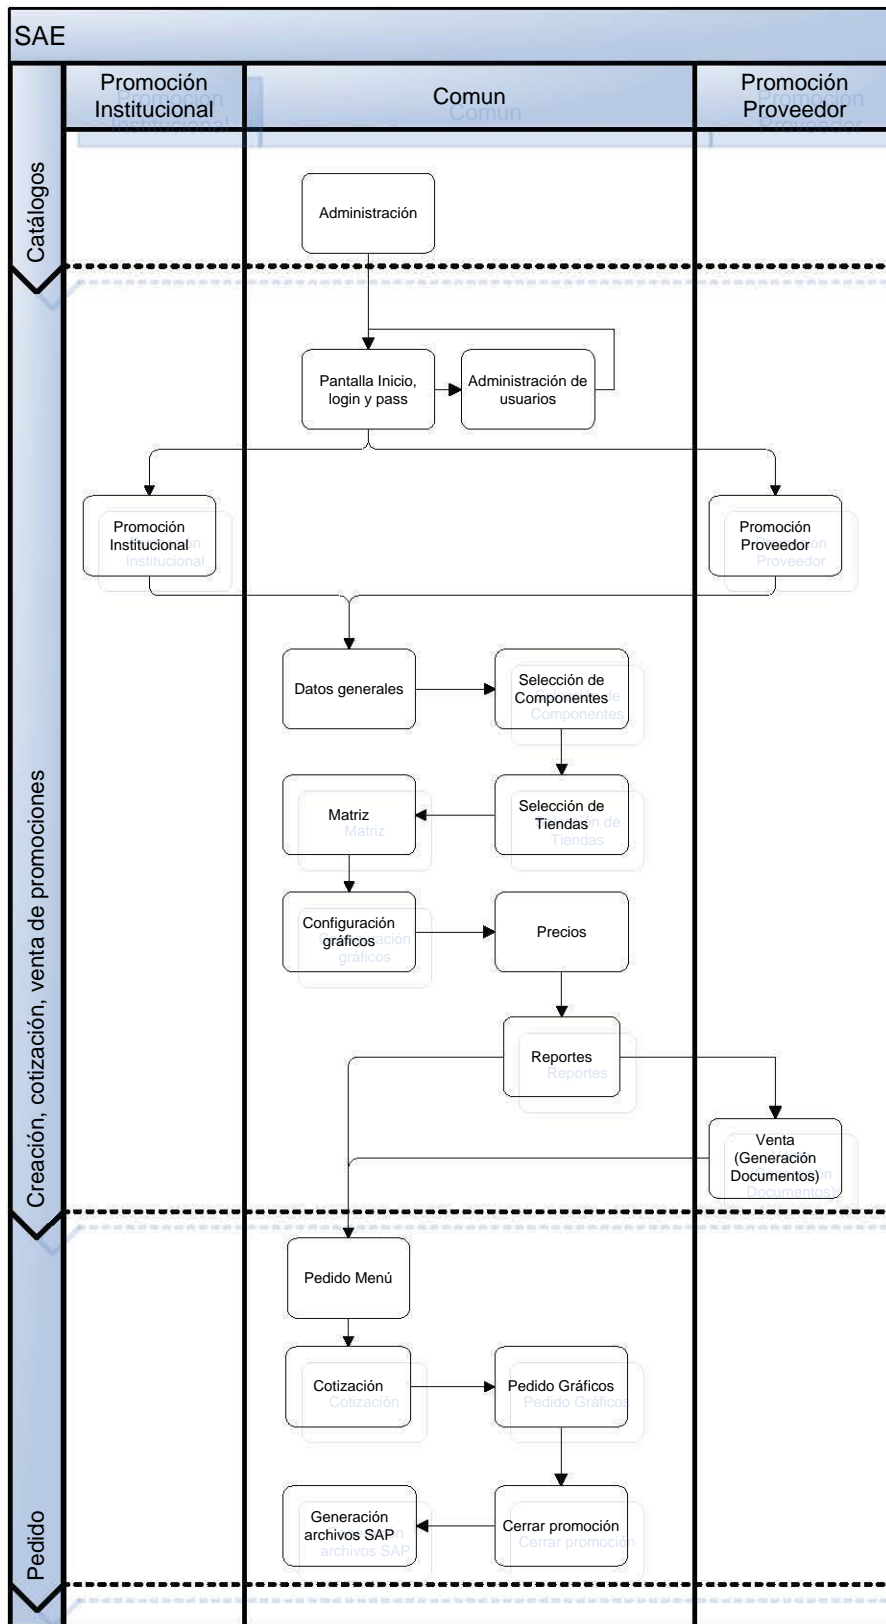 SAE
Promoción
Institucional
Comun
Promoción
Proveedor
Catálogos
Administración
Creación, cotización, venta de promociones
Pantalla Inicio,
login y pass
Administración de
usuarios
Promoción
Institucional
Promoción
Proveedor
Datos generales
Selección de
Componentes
Matriz
Selección de
Tiendas
Configuración
gráficos
Precios
Reportes
Venta
(Generación
Documentos)
Pedido
Pedido Menú
Cotización
Pedido Gráficos
Generación
archivos SAP
Cerrar promoción